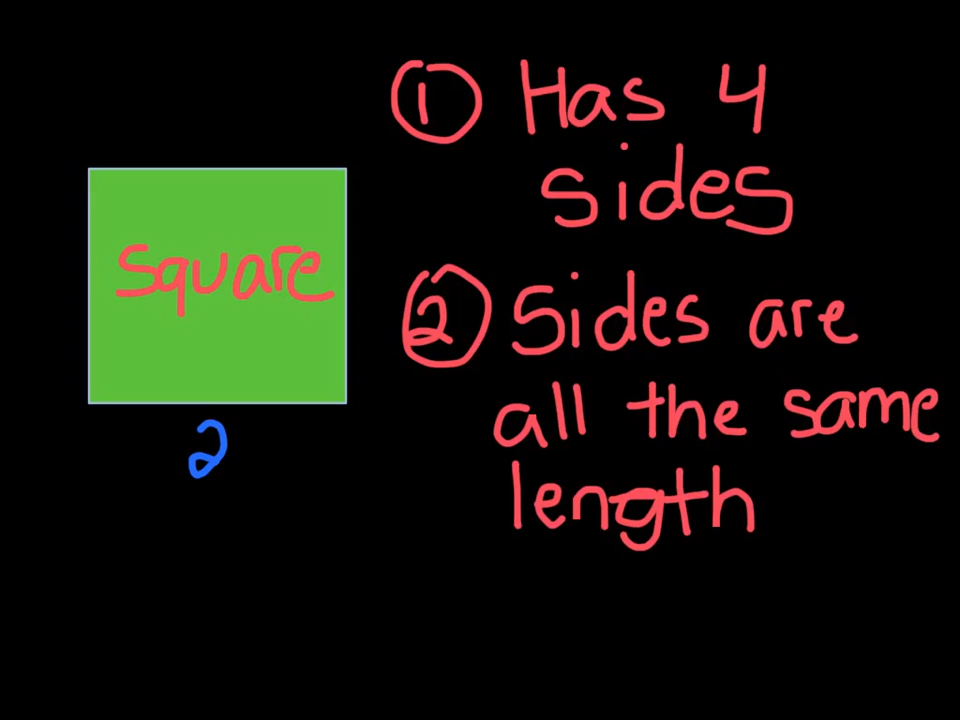 Square
2
① Has 4
sides
② Sides are
all the same
length